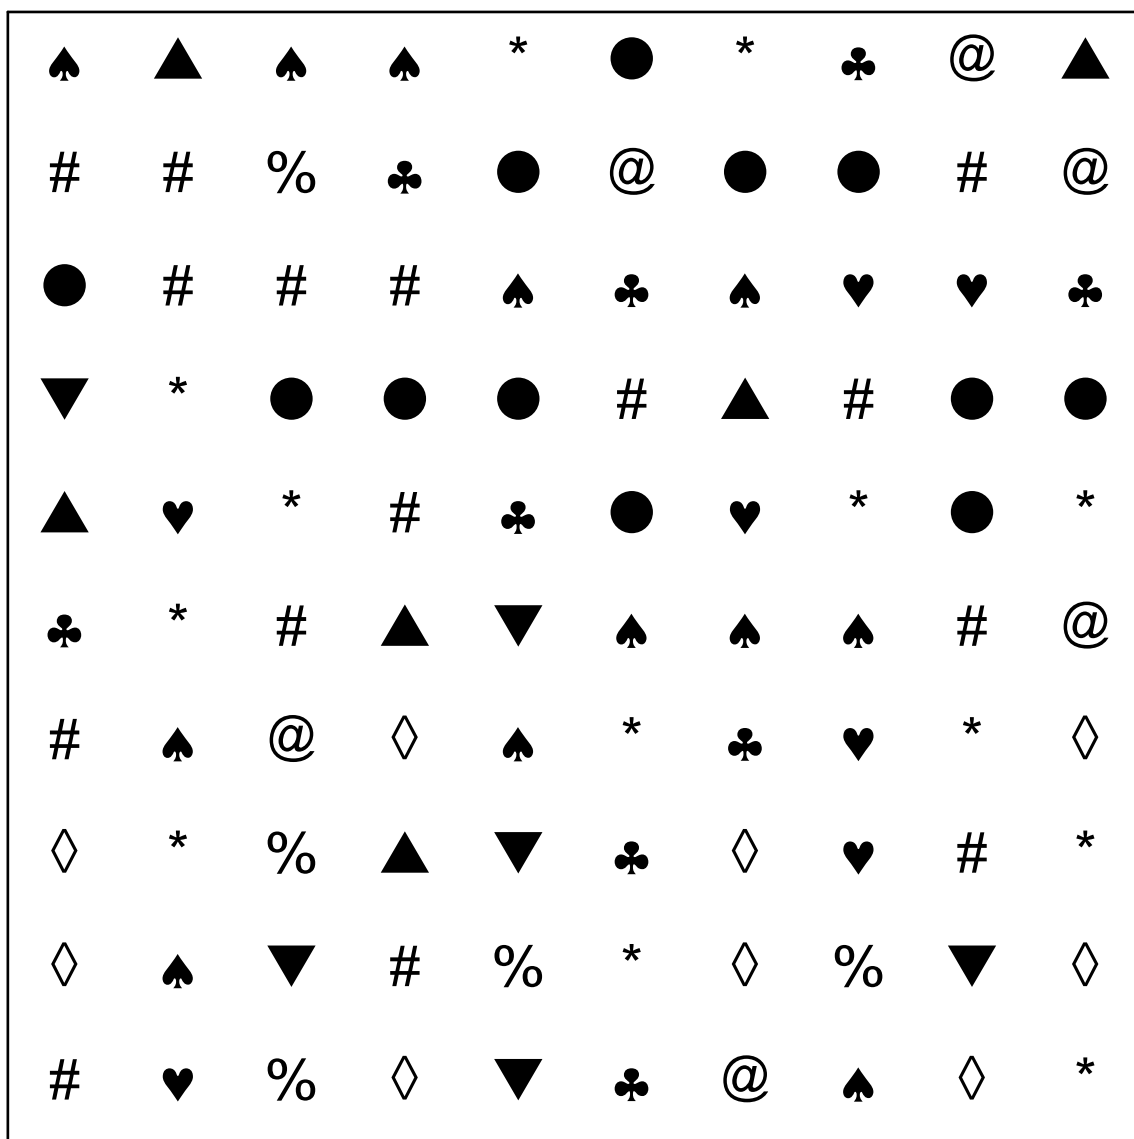 ♠ ▲ ♠ ♠ * ● * ♣ @ ▲
# # % ♣ ● @ ● ● # @
● # # # ♠ ♣ ♠ ♥ ♥ ♣
▼ * ● ● ● # ▲ # ● ●
▲ ♥ * # ♣ ● ♥ * ● *
♣ * # ▲ ▼ ♠ ♠ ♠ # @
# ♠ @ ◊ ♠ * ♣ ♥ * ◊
◊ * % ▲ ▼ ♣ ◊ ♥ # *
◊ ♠ ▼ # % * ◊ % ▼ ◊
# ♥ % ◊ ▼ ♣ @ ♠ ◊ *